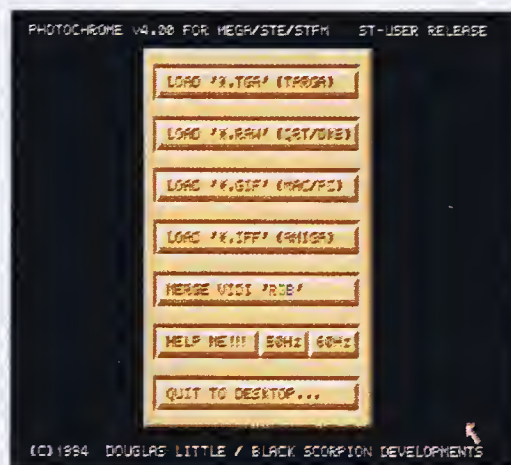 PHOTOCHROME v4.00 FOR MEGA/STE/STFM ST-USER RELEASE
LOAD '*.TGA' (TARGA)
LOAD '*.RAW' (QRT/DKB)
LOAD '*.GIF' (MAC/PC)
LOAD '*.IFF' (AMIGA)
MERGE VIDI 'RGB'
HELP ME!!! 50Hz 60Hz
QUIT TO DESKTOP...
(C)1994 DOUGLAS LITTLE / BLACK SCORPION DEVELOPMENTS